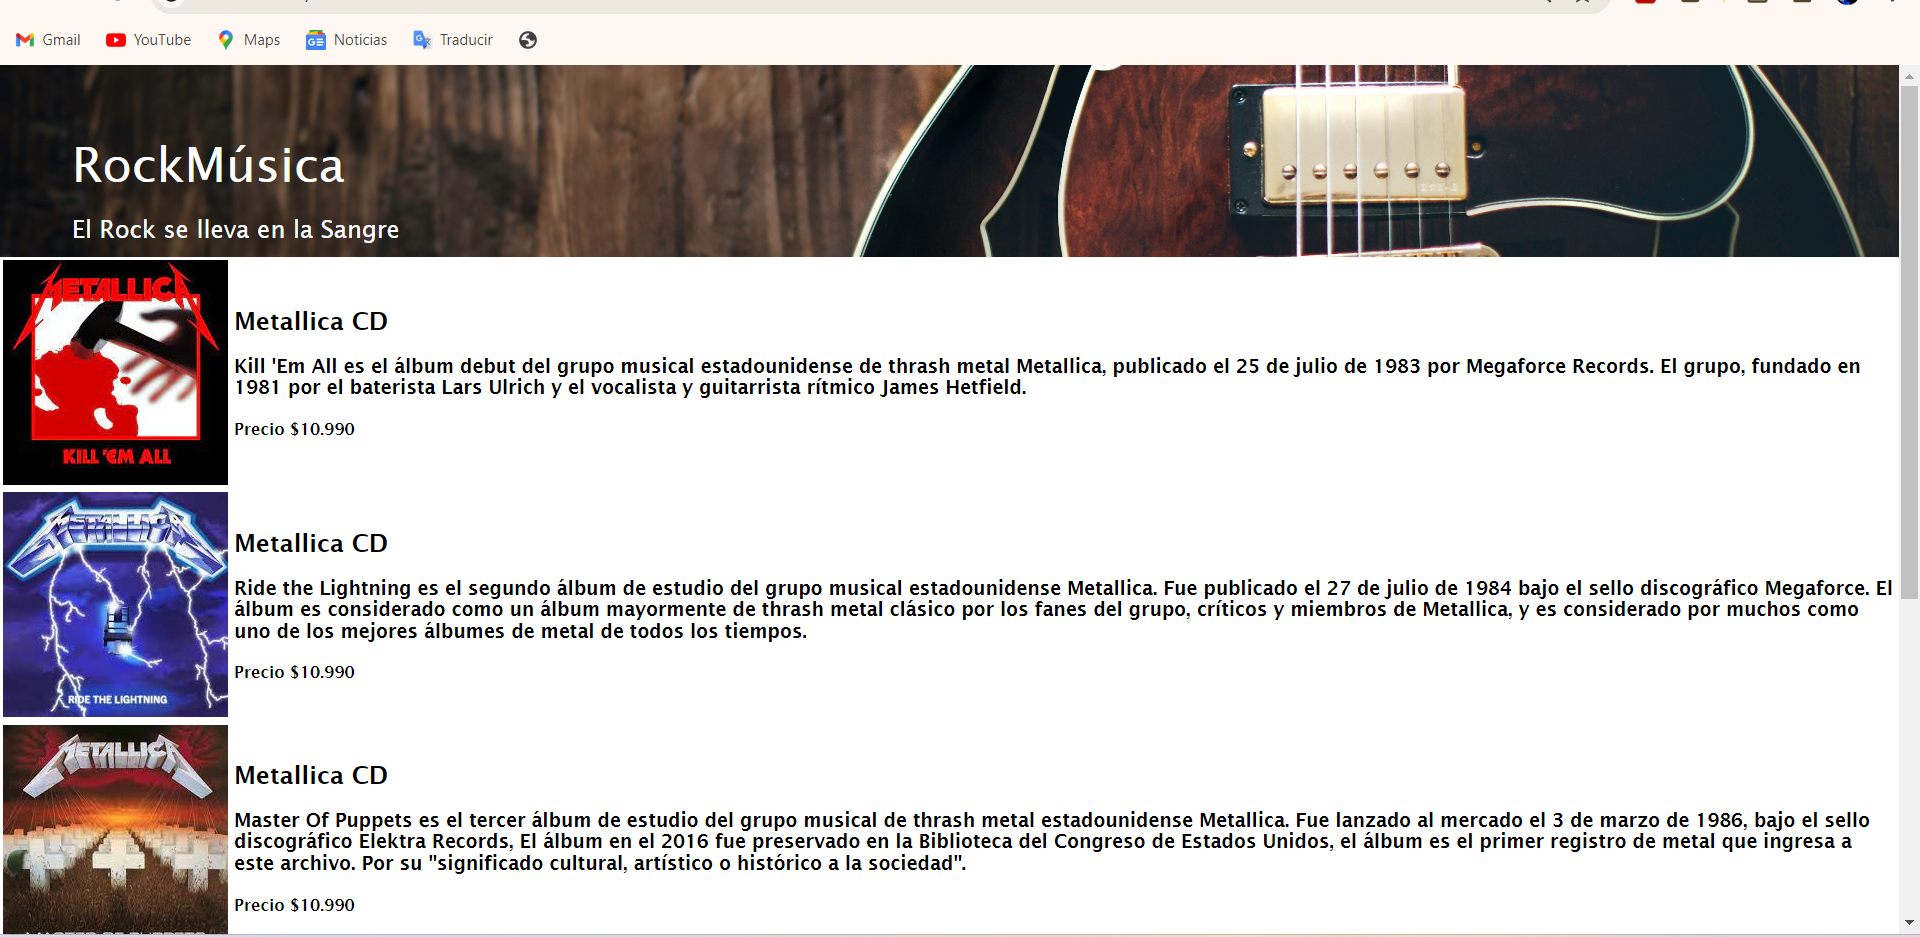 Gmail YouTube Maps Noticias Traducir
RockMúsica
El Rock se lleva en la Sangre
METALLICA
KILL 'EM ALL
Metallica CD
Kill 'Em All es el álbum debut del grupo musical estadounidense de thrash metal Metallica, publicado el 25 de julio de 1983 por Megaforce Records. El grupo, fundado en
1981 por el baterista Lars Ulrich y el vocalista y guitarrista rítmico James Hetfield.
Precio $10.990
METALLICA
RIDE THE LIGHTNING
Metallica CD
Ride the Lightning es el segundo álbum de estudio del grupo musical estadounidense Metallica. Fue publicado el 27 de julio de 1984 bajo el sello discográfico Megaforce. El
álbum es considerado como un álbum mayormente de thrash metal clásico por los fanes del grupo, críticos y miembros de Metallica, y es considerado por muchos como
uno de los mejores álbumes de metal de todos los tiempos.
Precio $10.990
METALLICA
Metallica CD
Master Of Puppets es el tercer álbum de estudio del grupo musical de thrash metal estadounidense Metallica. Fue lanzado al mercado el 3 de marzo de 1986, bajo el sello
discográfico Elektra Records, El álbum en el 2016 fue preservado en la Biblioteca del Congreso de Estados Unidos, el álbum es el primer registro de metal que ingresa a
este archivo. Por su "significado cultural, artístico o histórico a la sociedad".
Precio $10.990